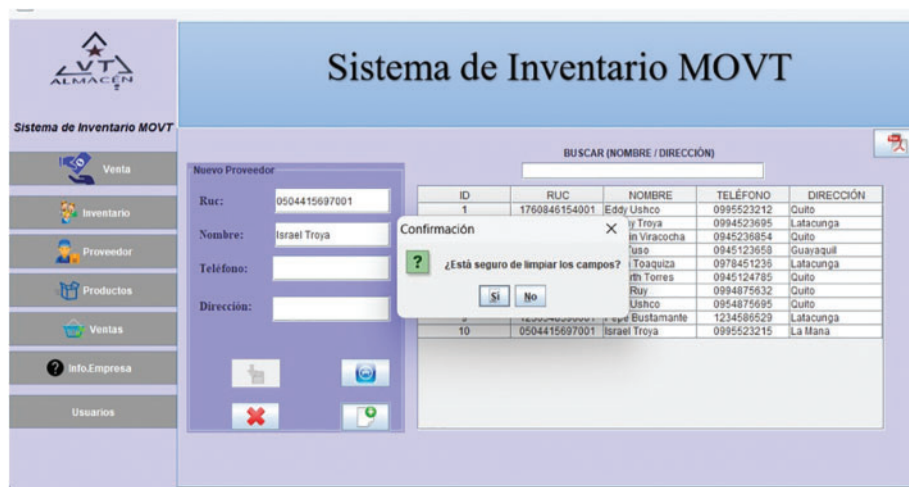 VT
ALMACÉN
Sistema de Inventario MOVT
Sistema de Inventario MOVT
Venta
Inventario
Proveedor
Productos
Ventas
Info.Empresa
Usuarios
Nuevo Proveedor
Ruc: 0504415697001
Nombre: Israel Troya
Teléfono:
Dirección:
BUSCAR (NOMBRE / DIRECCIÓN)
ID RUC NOMBRE TELÉFONO DIRECCIÓN
1 1760846154001 Eddy Ushco 0995523212 Quito
Troya 0994523695 Latacunga
Viracocha 0945236854 Quito
0945123658 Guayaquil
Toaquiza 0978451236 Latacunga
Torres 0945124785 Quito
Ruy 0994875632 Quito
Ushco 0954875695 Quito
Bustamante 1234586529 Latacunga
10 0504415697001 Israel Troya 0995523215 La Mana
Confirmación
¿Está seguro de limpiar los campos?
Sí No